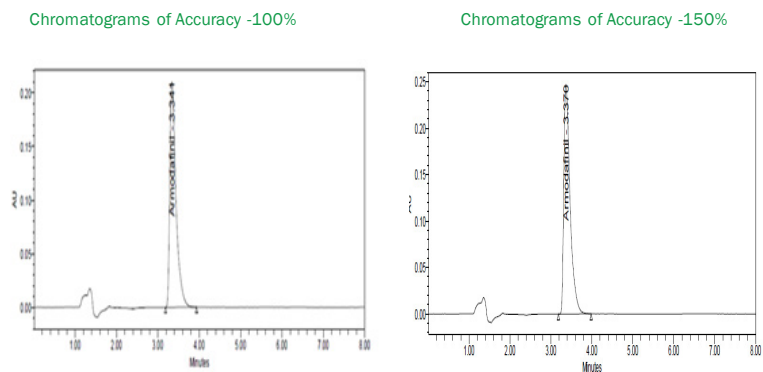 Chromatograms of Accuracy -100%
Chromatograms of Accuracy -150%
AU
0.20
0.15
0.10
0.05
0.00
Armodafinil - 3.344
1.00 2.00 3.00 4.00 5.00 6.00 7.00 8.00
Minutes
0.25
0.20
0.15
0.10
0.05
0.00
Armodafinil - 3.370
1.00 2.00 3.00 4.00 5.00 6.00 7.00 8.00
Minutes